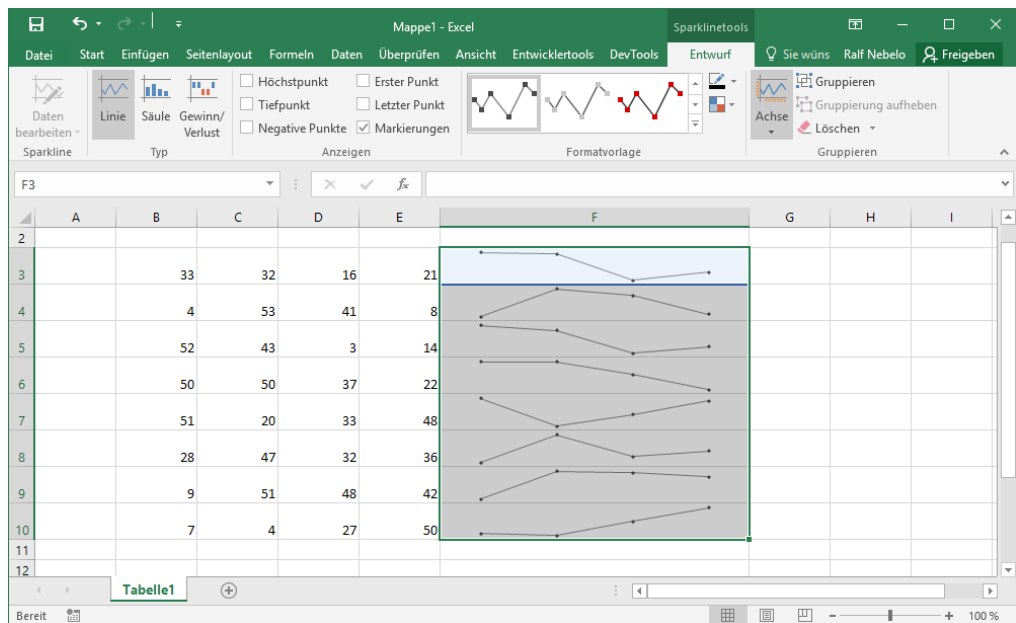 Mappe1 - Excel
Sparklinetools
Datei Start Einfügen Seitenlayout Formeln Daten Überprüfen Ansicht Entwicklertools DevTools Entwurf Sie wüns Ralf Nebelo Freigeben
Daten bearbeiten
Linie
Säule
Gewinn/
Verlust
Höchstpunkt
Tiefpunkt
Negative Punkte
Erster Punkt
Letzter Punkt
Markierungen
Achse
Gruppieren
Gruppierung aufheben
Löschen
Sparkline Typ Anzeigen Formatvorlage Gruppieren
F3 fx
A B C D E F G H I
2
3 33 32 16 21
4 4 53 41 8
5 52 43 3 14
6 50 50 37 22
7 51 20 33 48
8 28 47 32 36
9 9 51 48 42
10 7 4 27 50
11
12
Tabelle1
Bereit 100 %